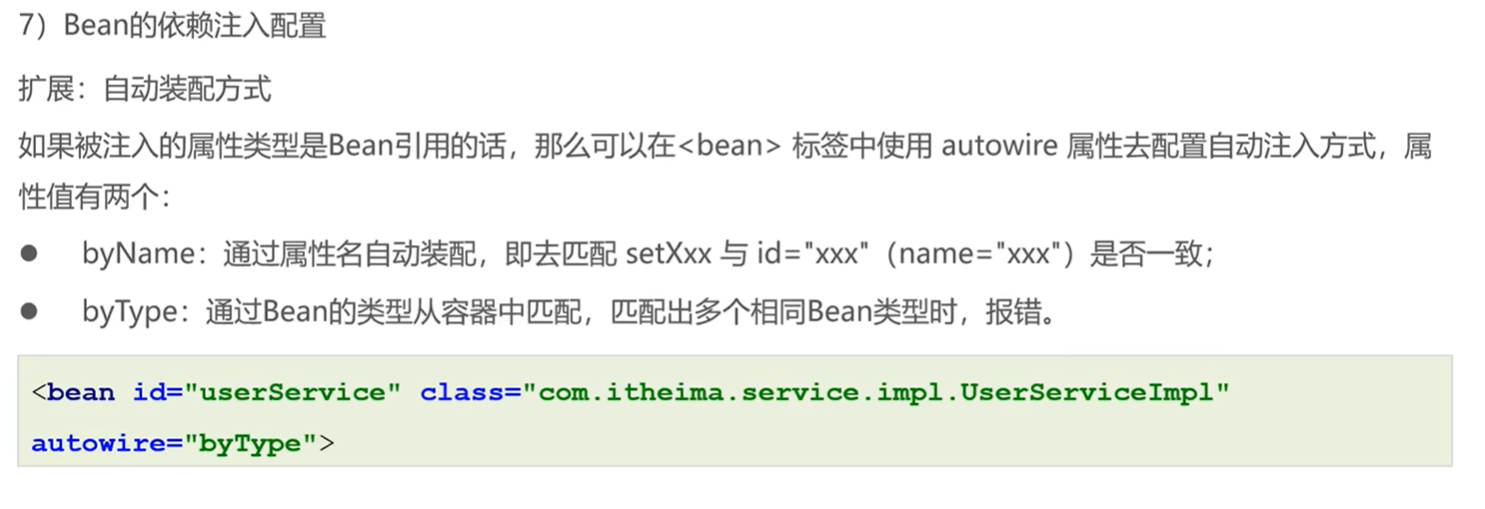 7）Bean的依赖注入配置
扩展：自动装配方式
如果被注入的属性类型是Bean引用的话，那么可以在<bean> 标签中使用 autowire 属性去配置自动注入方式，属
性值有两个：
● byName：通过属性名自动装配，即去匹配 setXxx 与 id="xxx"（name="xxx"）是否一致；
● byType：通过Bean的类型从容器中匹配，匹配出多个相同Bean类型时，报错。
<bean id="userService" class="com.itheima.service.impl.UserServiceImpl"
autowire="byType">